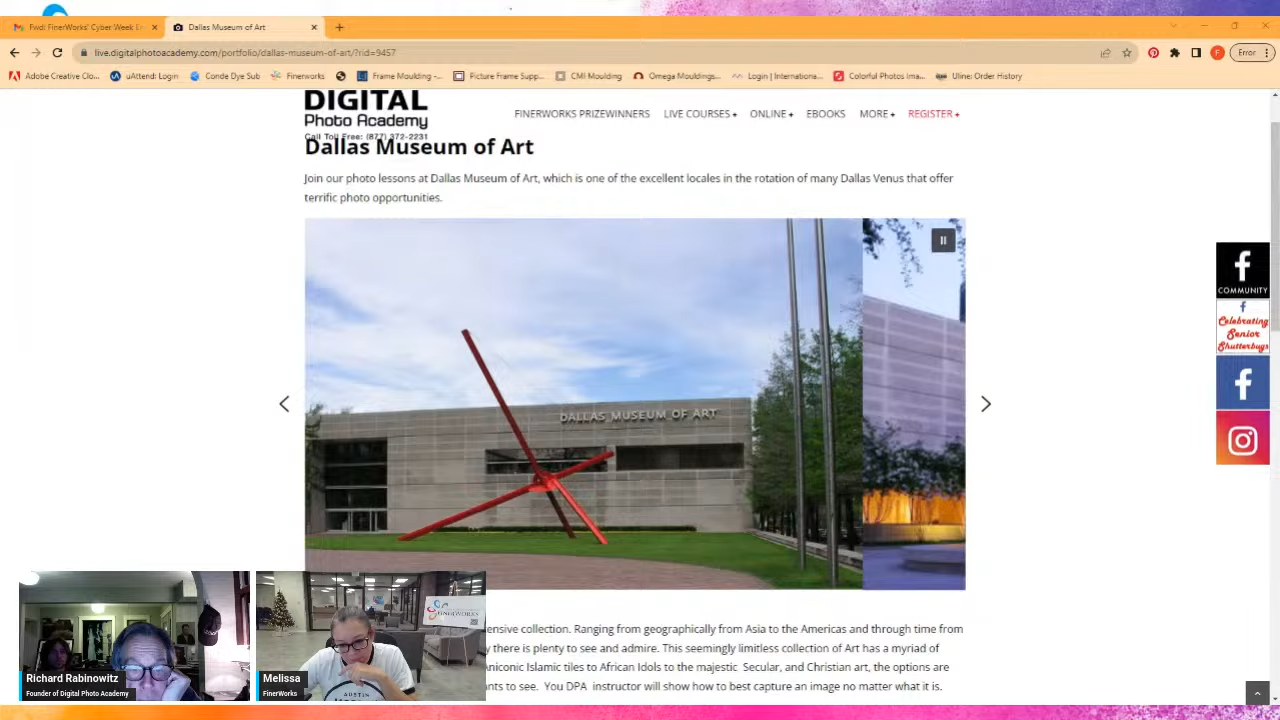 Fwd: FinerWorks' Cyber Week E
Dallas Museum of Art
live.digitalphotoacademy.com/portfolio/dallas-museum-of-art/?rid=9457
Error
Adobe Creative Clo...
uAttend: Login
Conde Dye Sub
Finerworks
Frame Moulding –...
Picture Frame Supp...
CMI Moulding
Omega Mouldings...
Login | Internationa...
Colorful Photos Ima...
Uline: Order History
DIGITAL
Photo Academy
Call Toll Free: (877) 372-2231
FINERWORKS PRIZEWINNERS
LIVE COURSES +
ONLINE +
EBOOKS
MORE +
REGISTER +
Dallas Museum of Art
Join our photo lessons at Dallas Museum of Art, which is one of the excellent locales in the rotation of many Dallas Venus that offer
terrific photo opportunities.
DALLAS MUSEUM OF ART
COMMUNITY
Celebrating
Senior
Shutterbugs
ensive collection. Ranging from geographically from Asia to the Americas and through time from
y there is plenty to see and admire. This seemingly limitless collection of Art has a myriad of
Aniconic Islamic tiles to African Idols to the majestic Secular, and Christian art, the options are
ants to see. You DPA instructor will show how to best capture an image no matter what it is.
Richard Rabinowitz
Founder of Digital Photo Academy
FINERWORKS
AUSTIN
Melissa
FinerWorks